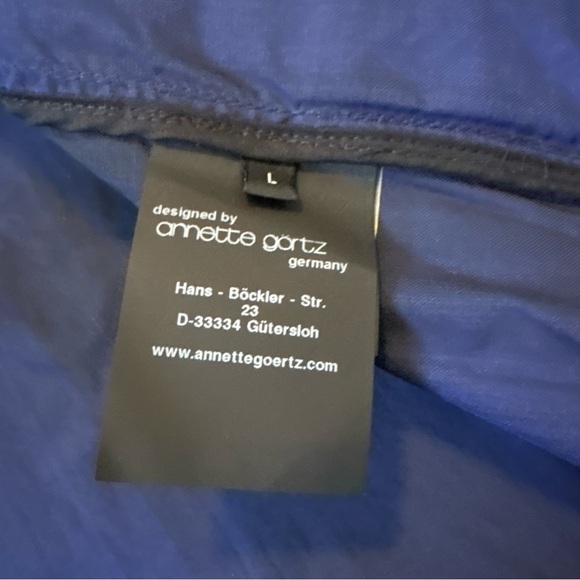 L
designed by
annette görtz
germany
Hans - Böckler - Str.
23
D-33334 Gütersloh
www.annettegoertz.com